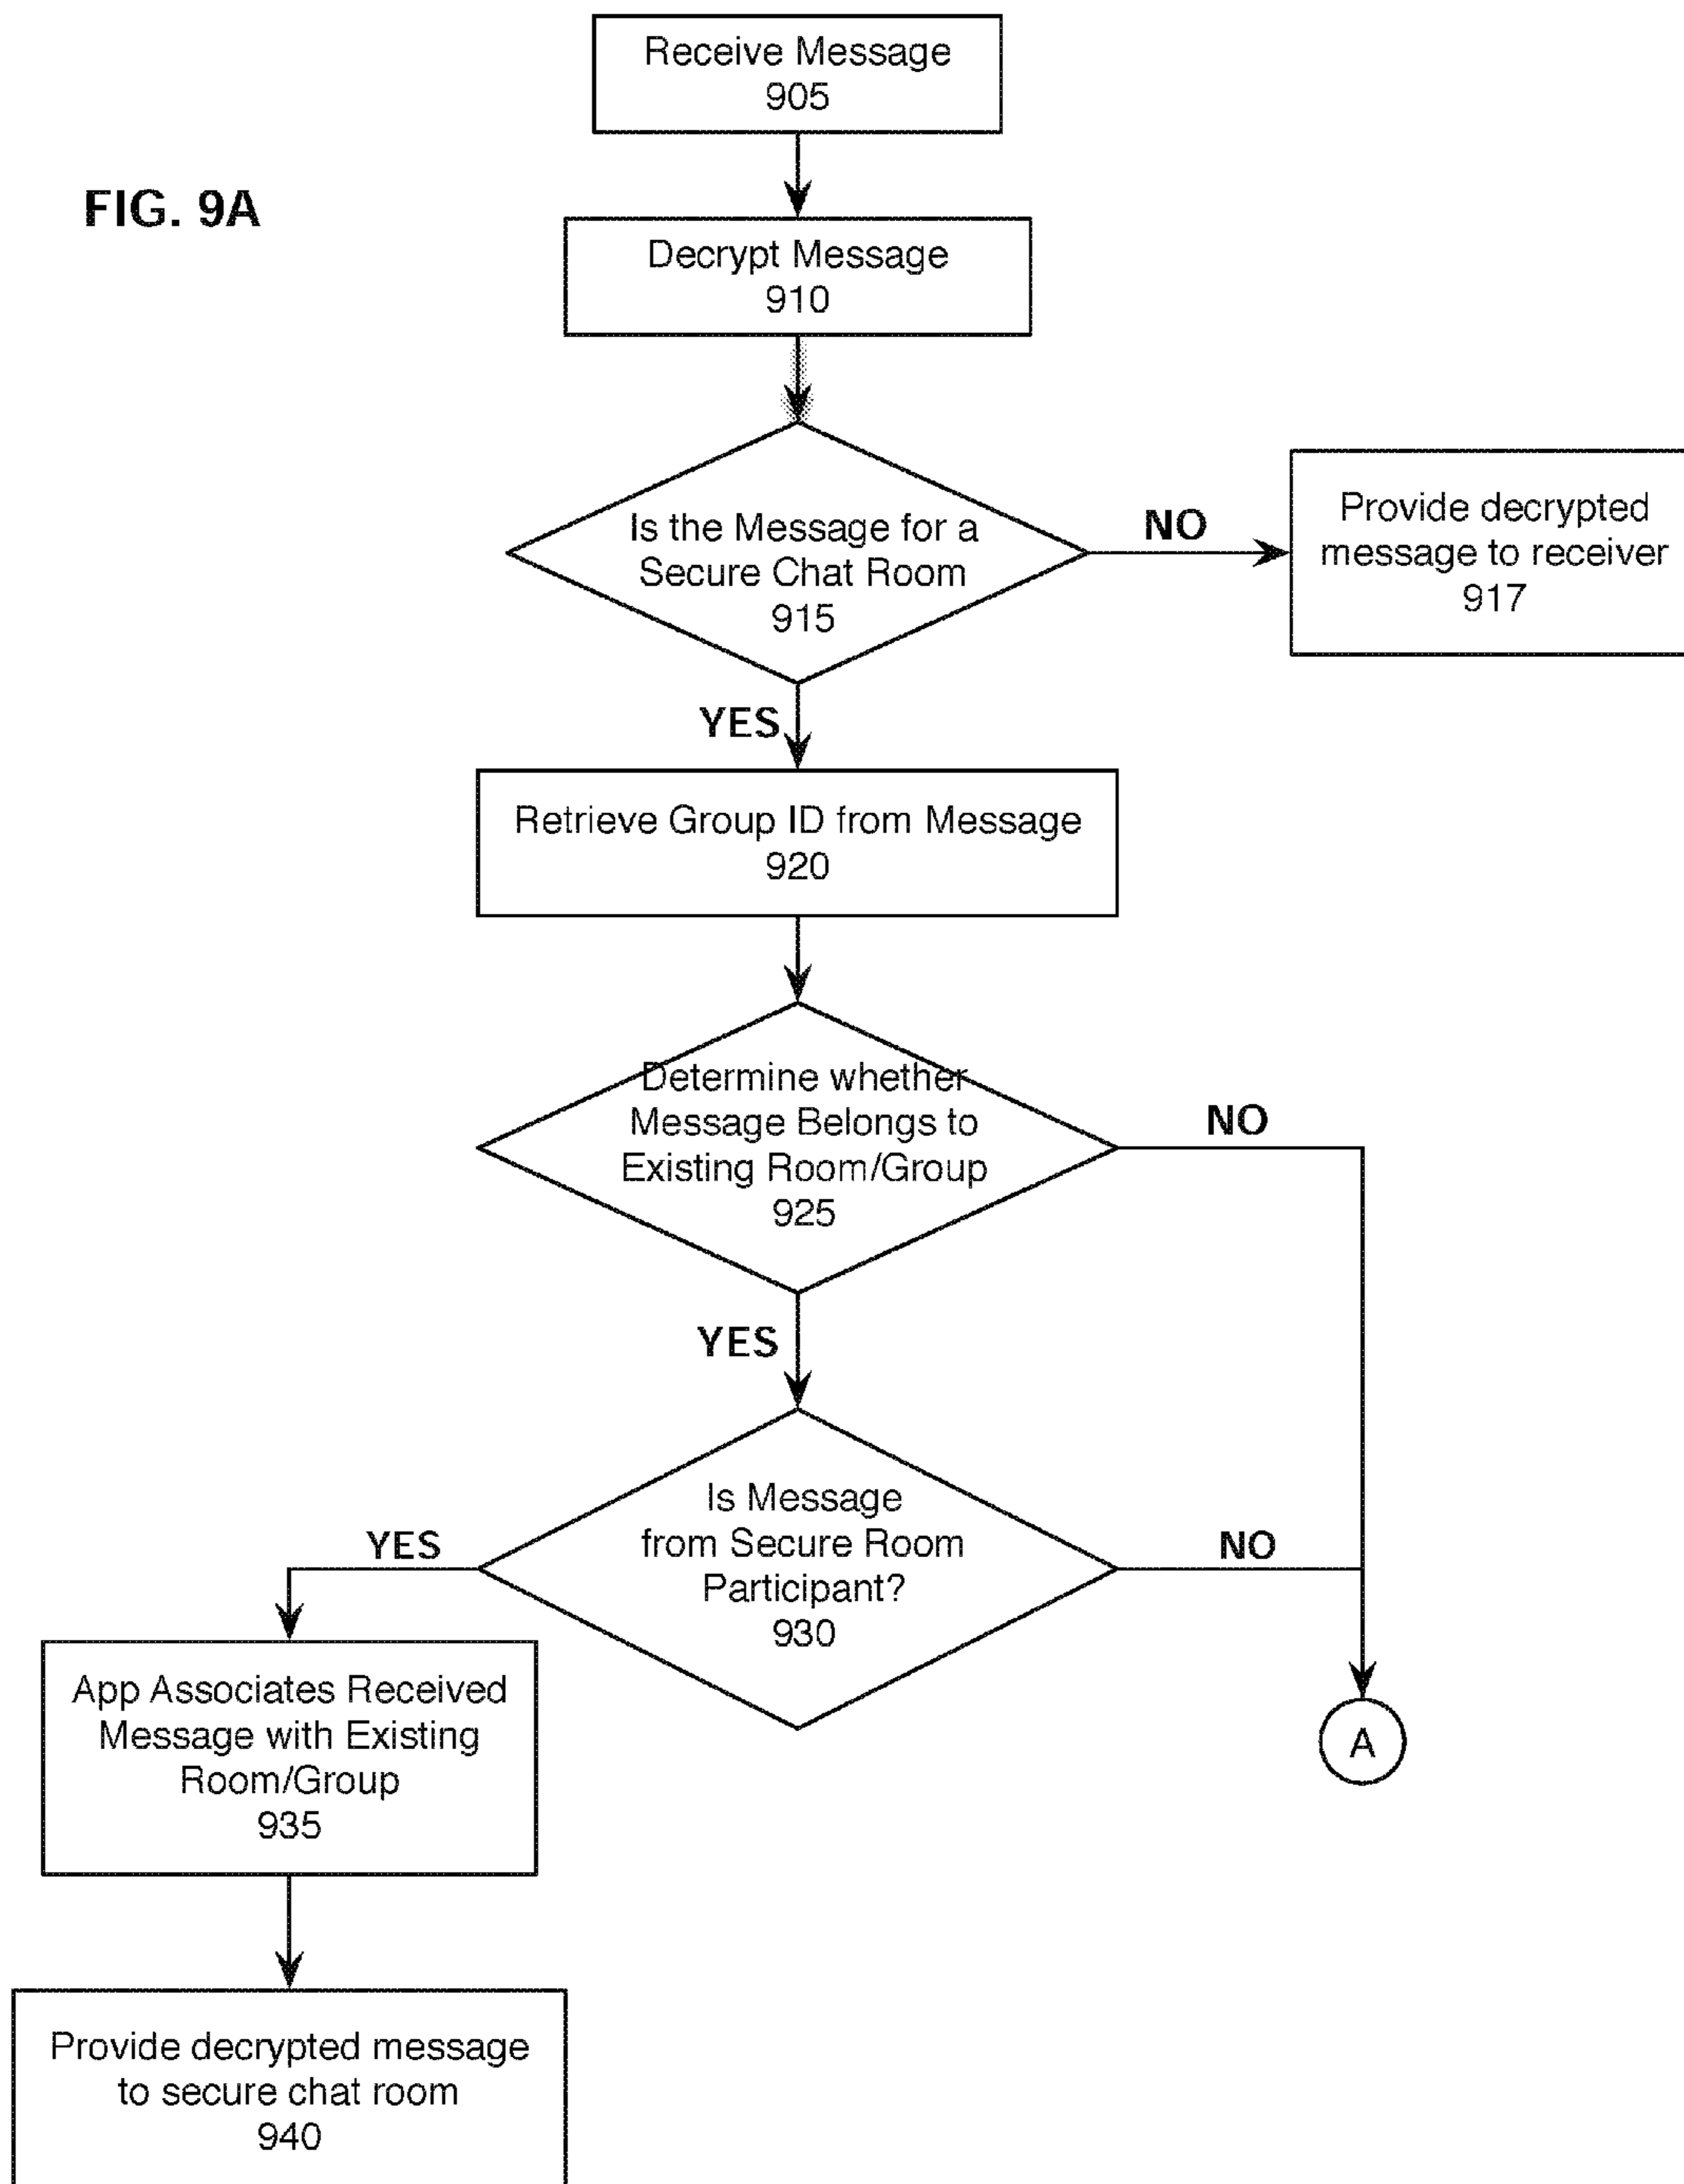 Receive Message
905
FIG. 9A
Decrypt Message
910
Is the Message for a
Secure Chat Room
915
NO
Provide decrypted
message to receiver
917
YES
Retrieve Group ID from Message
920
Determine whether
Message Belongs to
Existing Room/Group
925
NO
YES
Is Message
from Secure Room
Participant?
930
YES
NO
App Associates Received
Message with Existing
Room/Group
935
A
Provide decrypted message
to secure chat room
940